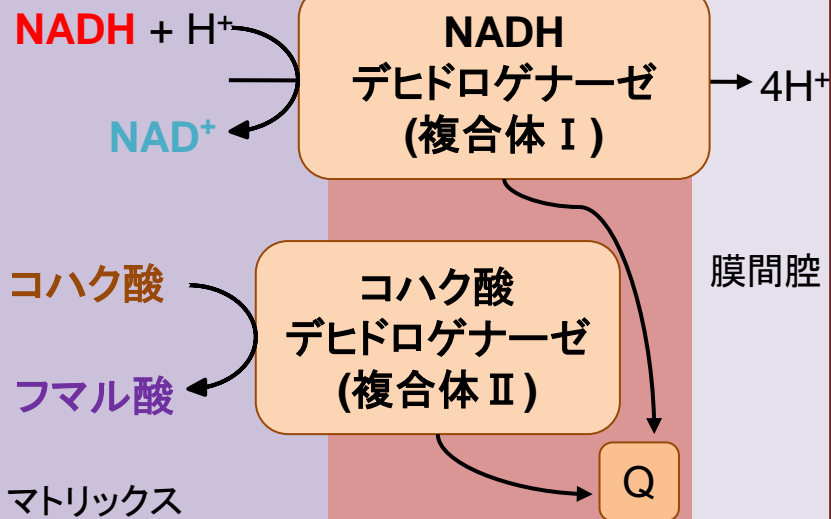 NADH + H⁺
NAD⁺
NADH
デヒドロゲナーゼ
(複合体Ⅰ)
4H⁺
コハク酸
フマル酸
コハク酸
デヒドロゲナーゼ
(複合体Ⅱ)
膜間腔
Q
マトリックス